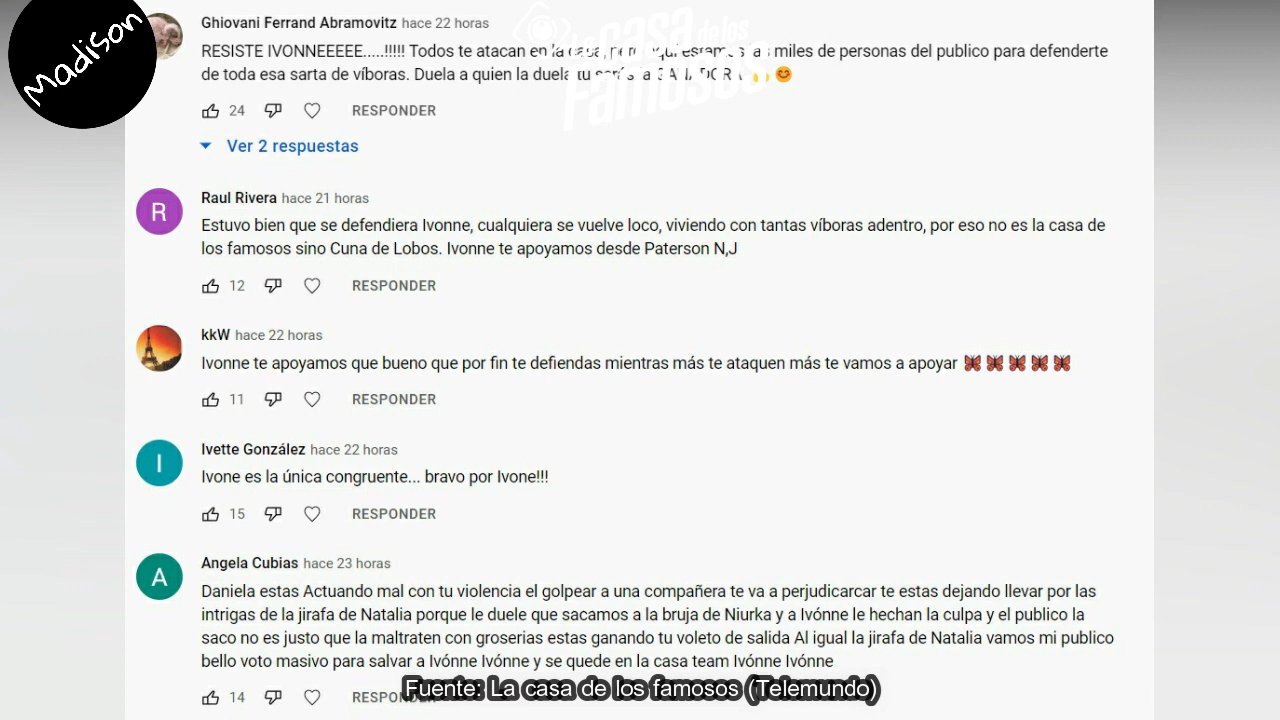 Madison
la casa de los
famosos
Ghiovani Ferrand Abramovitz hace 22 horas
RESISTE IVONNEEEEE.....!!!!! Todos te atacan en la casa, pero aquí estamos las miles de personas del publico para defenderte
de toda esa sarta de víboras. Duela a quien la duela tu serás la GANADORA 🙌😊
24 RESPONDER
Ver 2 respuestas
R
Raul Rivera hace 21 horas
Estuvo bien que se defendiera Ivonne, cualquiera se vuelve loco, viviendo con tantas víboras adentro, por eso no es la casa de
los famosos sino Cuna de Lobos. Ivonne te apoyamos desde Paterson N,J
12 RESPONDER
kkW hace 22 horas
Ivonne te apoyamos que bueno que por fin te defiendas mientras más te ataquen más te vamos a apoyar 🦋🦋🦋🦋🦋
11 RESPONDER
I
Ivette González hace 22 horas
Ivone es la única congruente... bravo por Ivone!!!
15 RESPONDER
A
Angela Cubias hace 23 horas
Daniela estas Actuando mal con tu violencia el golpear a una compañera te va a perjudicarcar te estas dejando llevar por las
intrigas de la jirafa de Natalia porque le duele que sacamos a la bruja de Niurka y a Ivónne le hechan la culpa y el publico la
saco no es justo que la maltraten con groserias estas ganando tu voleto de salida Al igual la jirafa de Natalia vamos mi publico
bello voto masivo para salvar a Ivónne Ivónne y se quede en la casa team Ivónne Ivónne
14 RESPONDER
Fuente: La casa de los famosos (Telemundo)